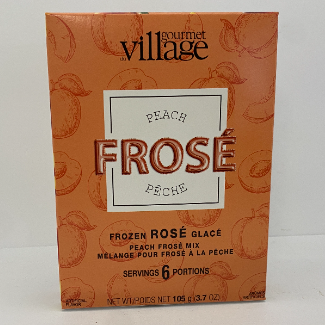 gourmet
du village
PEACH
FROSÉ
PÊCHE
FROZEN ROSÉ GLACÉ
PEACH FROSÉ MIX
MÉLANGE POUR FROSÉ À LA PÊCHE
SERVINGS 6 PORTIONS
NET WT./POIDS NET 105 g (3.7 OZ)